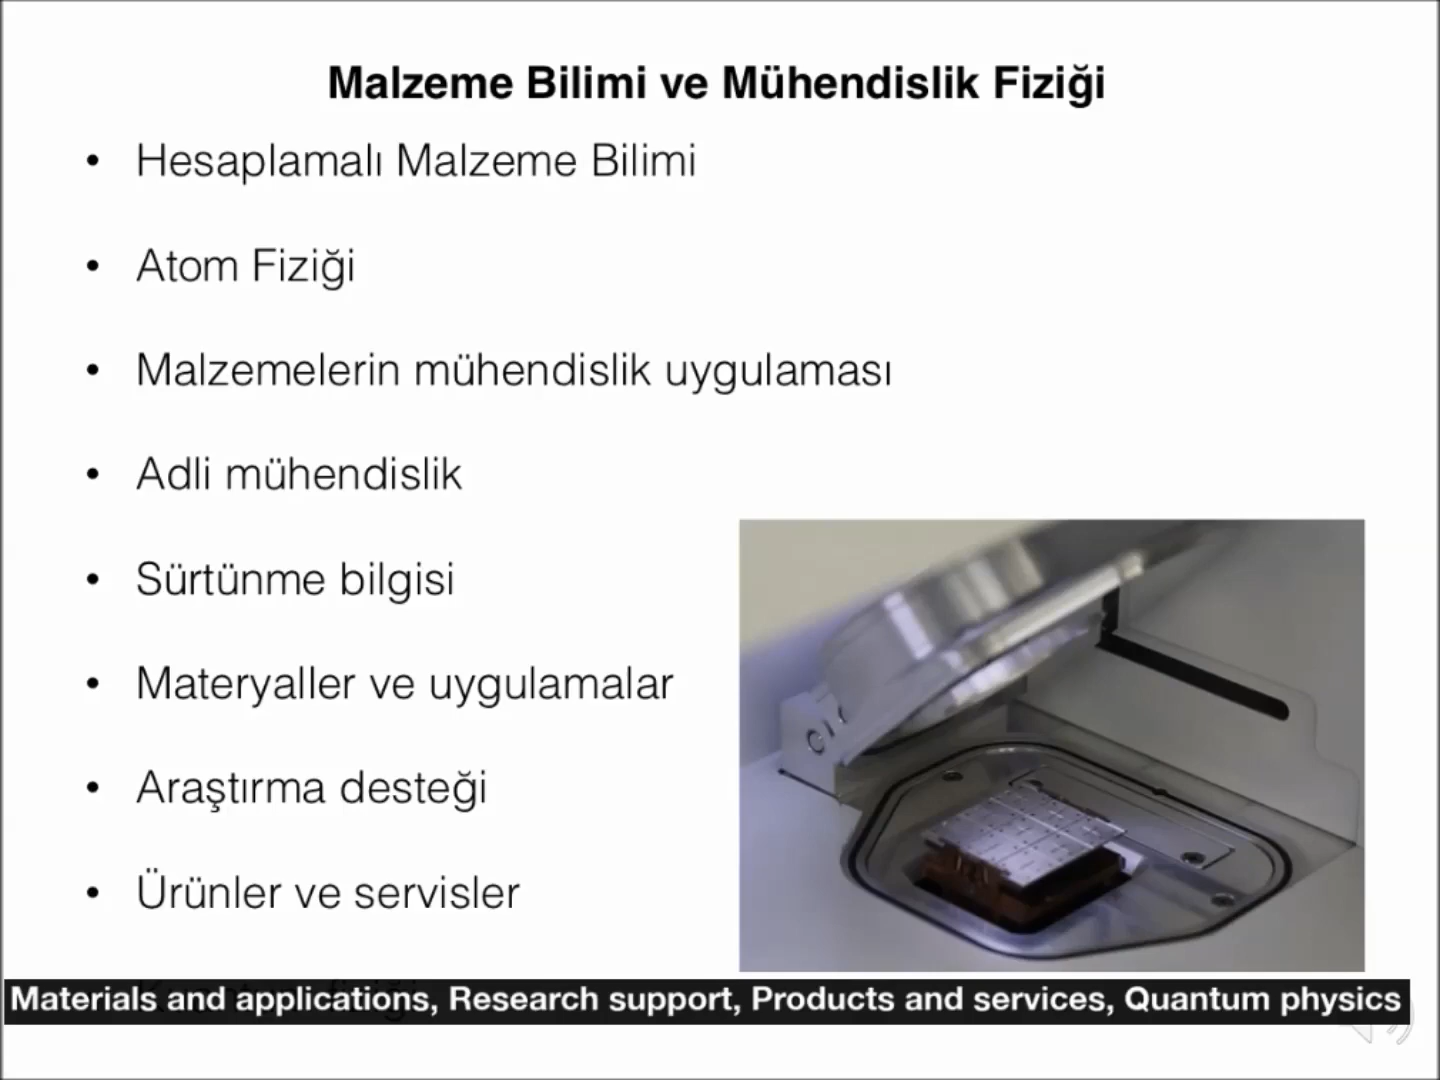 Malzeme Bilimi ve Mühendislik Fiziği
• Hesaplamalı Malzeme Bilimi
• Atom Fiziği
• Malzemelerin mühendislik uygulaması
• Adli mühendislik
• Sürtünme bilgisi
• Materyaller ve uygulamalar
• Araştırma desteği
• Ürünler ve servisler
Materials and applications, Research support, Products and services, Quantum physics